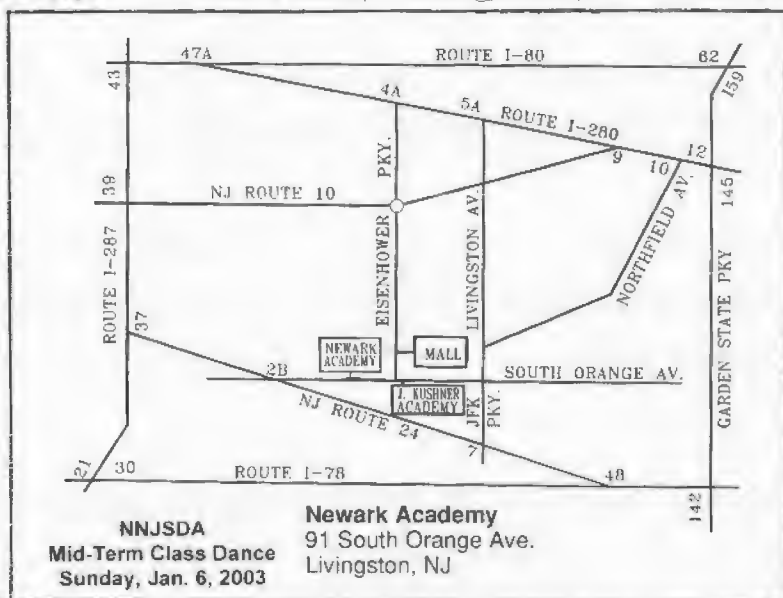 47A
ROUTE I-80
62
43
159
4A
5A
ROUTE I-280
PKY.
9
10
12
39
NJ ROUTE 10
145
EISENHOWER
LIVINGSTON AV.
NORTHFIELD AV.
ROUTE I-287
GARDEN STATE PKY
37
NEWARK
ACADEMY
MALL
2B
SOUTH ORANGE AV.
J. KUSHNER
ACADEMY
JFK
PKY.
NJ ROUTE 24
7
21
30
ROUTE I-78
48
142
NNJSDA
Mid-Term Class Dance
Sunday, Jan. 6, 2003
Newark Academy
91 South Orange Ave.
Livingston, NJ